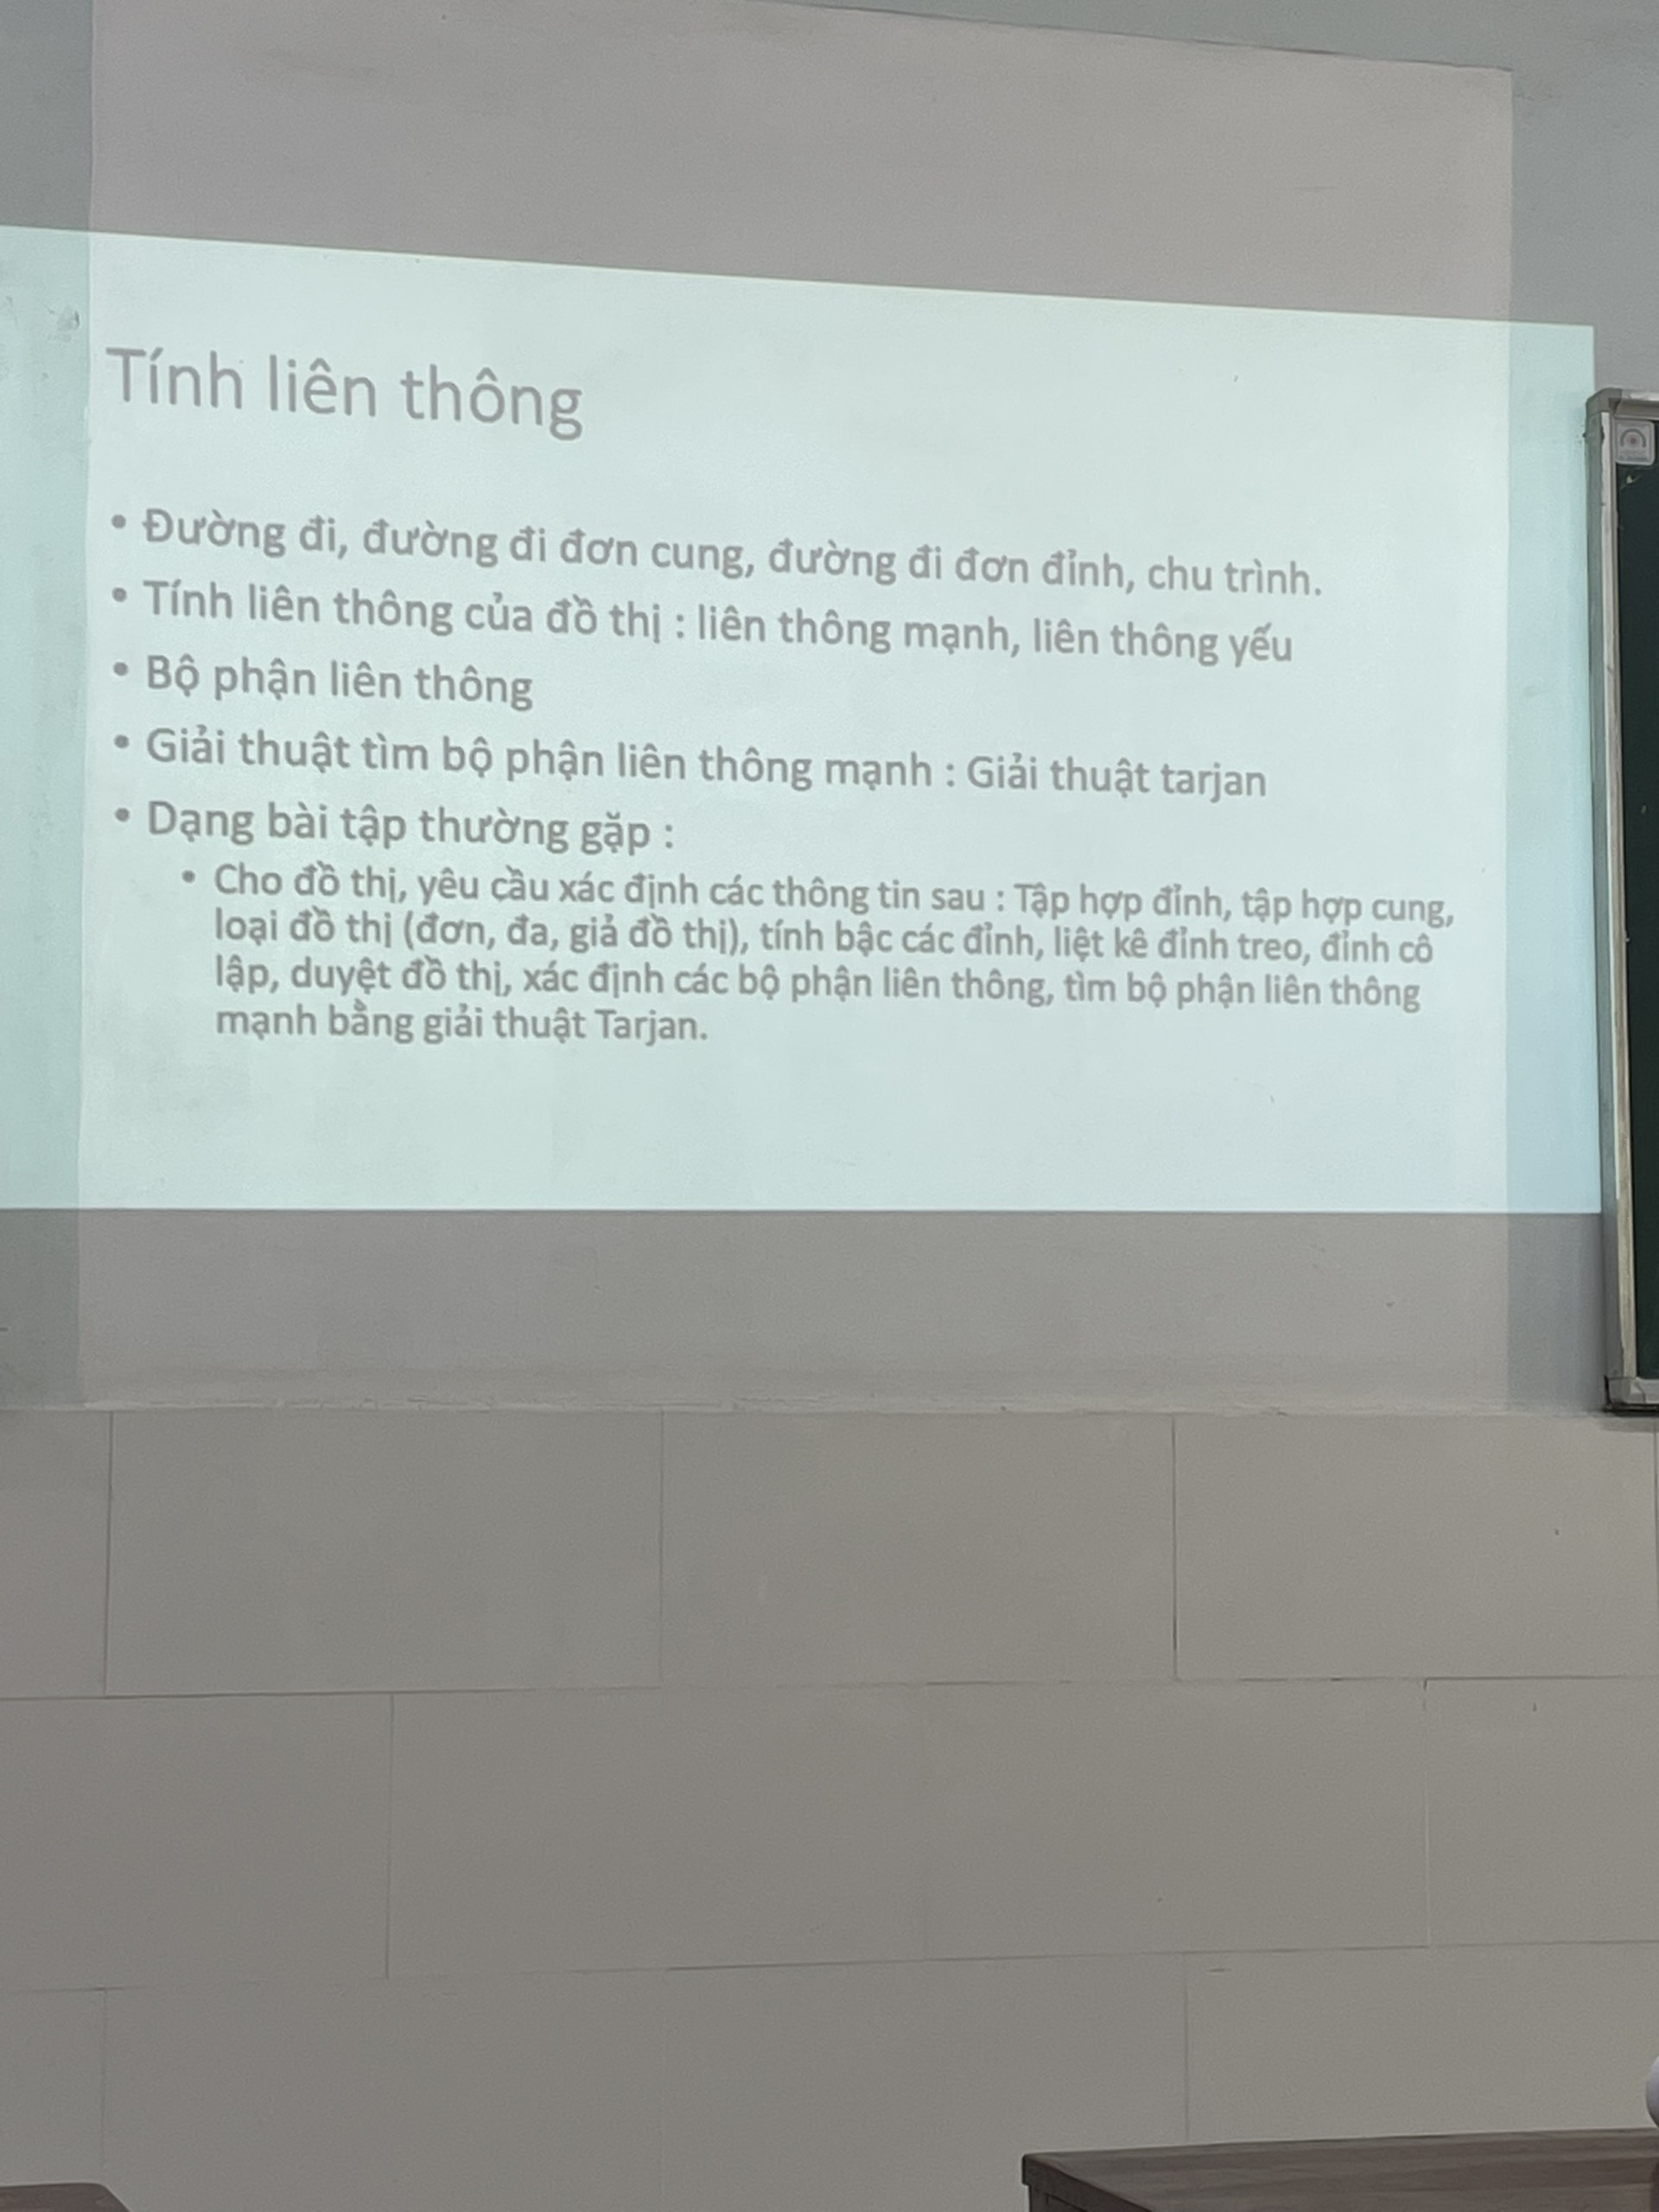 Tính liên thông
• Đường đi, đường đi đơn cung, đường đi đơn đỉnh, chu trình.
• Tính liên thông của đồ thị : liên thông mạnh, liên thông yếu
• Bộ phận liên thông
• Giải thuật tìm bộ phận liên thông mạnh : Giải thuật tarjan
• Dạng bài tập thường gặp :
• Cho đồ thị, yêu cầu xác định các thông tin sau : Tập hợp đỉnh, tập hợp cung,
loại đồ thị (đơn, đa, giả đồ thị), tính bậc các đỉnh, liệt kê đỉnh treo, đỉnh cô
lập, duyệt đồ thị, xác định các bộ phận liên thông, tìm bộ phận liên thông
mạnh bằng giải thuật Tarjan.